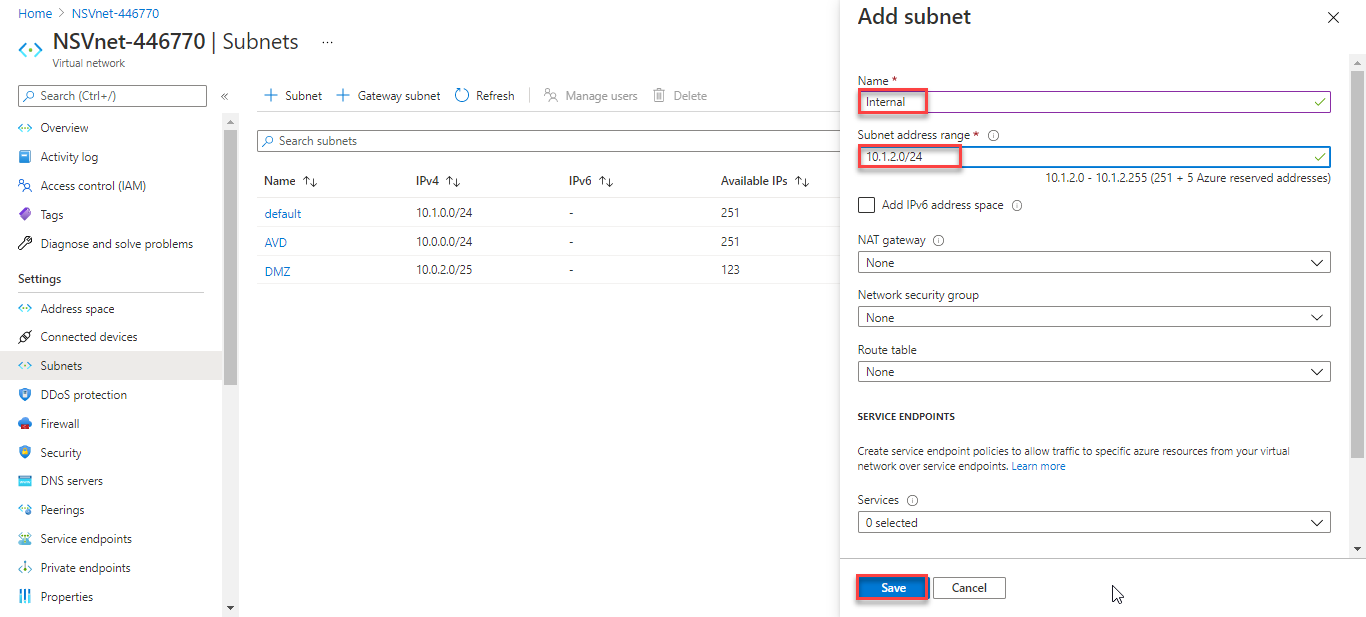 Home > NSVnet-446770
NSVnet-446770 | Subnets ...
Virtual network
Search (Ctrl+/) «
Overview
Activity log
Access control (IAM)
Tags
Diagnose and solve problems
Settings
Address space
Connected devices
Subnets
DDoS protection
Firewall
Security
DNS servers
Peerings
Service endpoints
Private endpoints
Properties
+ Subnet + Gateway subnet Refresh Manage users Delete
Search subnets
Name ↑↓ IPv4 ↑↓ IPv6 ↑↓ Available IPs ↑↓
default 10.1.0.0/24 - 251
AVD 10.0.0.0/24 - 251
DMZ 10.0.2.0/25 - 123
Add subnet
Name *
Internal
Subnet address range *
10.1.2.0/24
10.1.2.0 - 10.1.2.255 (251 + 5 Azure reserved addresses)
Add IPv6 address space
NAT gateway
None
Network security group
None
Route table
None
SERVICE ENDPOINTS
Create service endpoint policies to allow traffic to specific azure resources from your virtual
network over service endpoints. Learn more
Services
0 selected
Save Cancel